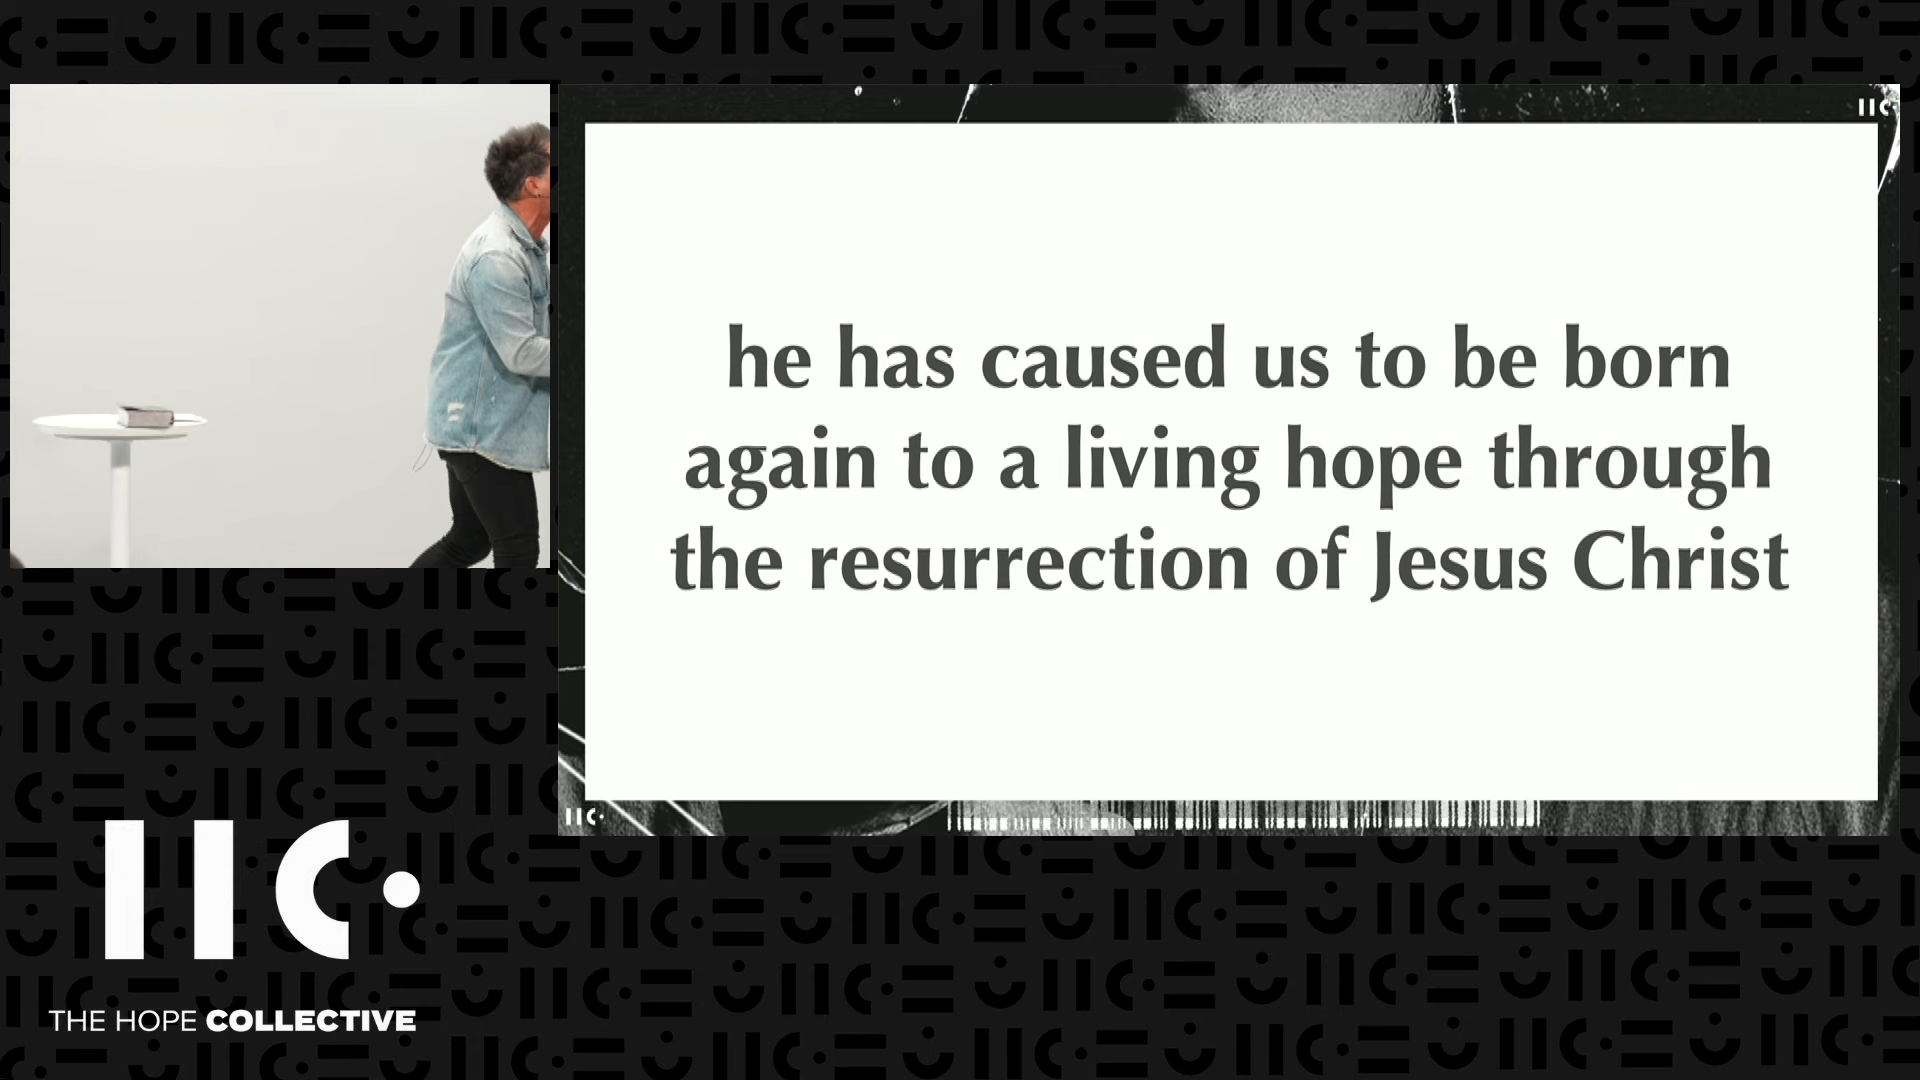 he has caused us to be born
again to a living hope through
the resurrection of Jesus Christ
THE HOPE COLLECTIVE